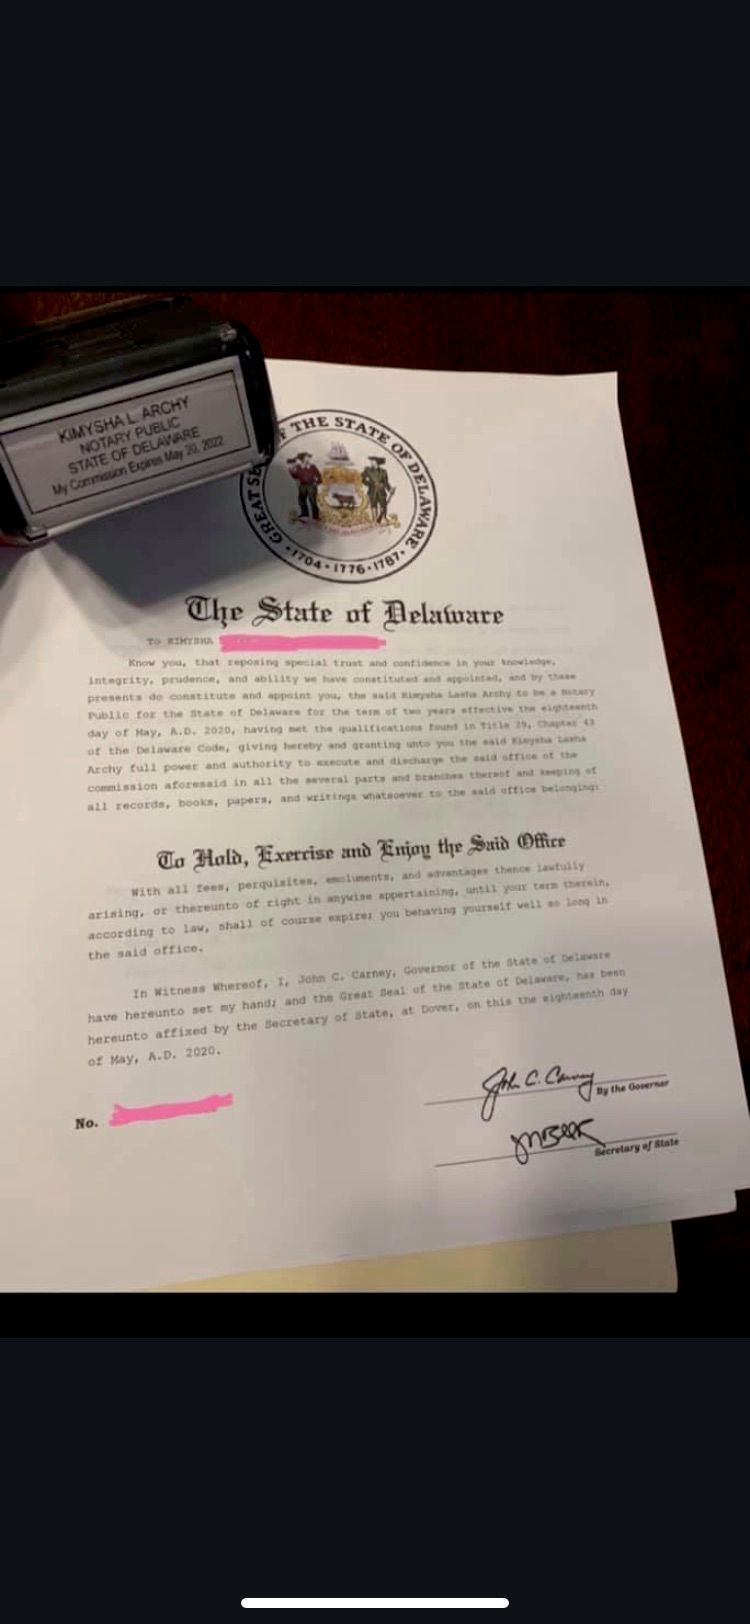 KIMYSHA L. ARCHY
NOTARY PUBLIC
STATE OF DELAWARE
My Commission Expires May 20, 2022
GREAT SE
F THE STATE OF DELAWARE
·1704·1776·1787·
The State of Delaware
TO KIMYSHA
Know you, that reposing special trust and confidence in your knowledge,
integrity, prudence, and ability we have constituted and appointed, and by these
presents do constitute and appoint you, the said Kimysha Lasha Archy to be a Notary
Public for the State of Delaware for the term of two years effective the eighteenth
day of May, A.D. 2020, having met the qualifications found in Title 29, Chapter 43
of the Delaware Code, giving hereby and granting unto you the said Kimysha Lasha
Archy full power and authority to execute and discharge the said office of the
commission aforesaid in all the several parts and branches thereof and keeping of
all records, books, papers, and writings whatsoever to the said office belonging:
To Hold, Exercise and Enjoy the Said Office
With all fees, perquisites, emoluments, and advantages thence lawfully
arising, or thereunto of right in anywise appertaining, until your term therein,
according to law, shall of course expire; you behaving yourself well so long in
the said office.
In Witness Whereof, I, John C. Carney, Governor of the State of Delaware
have hereunto set my hand; and the Great Seal of the State of Delaware, has been
hereunto affixed by the Secretary of State, at Dover, on this the eighteenth day
of May, A.D. 2020.
John C. Carney
By the Governor
No.
Secretary of State